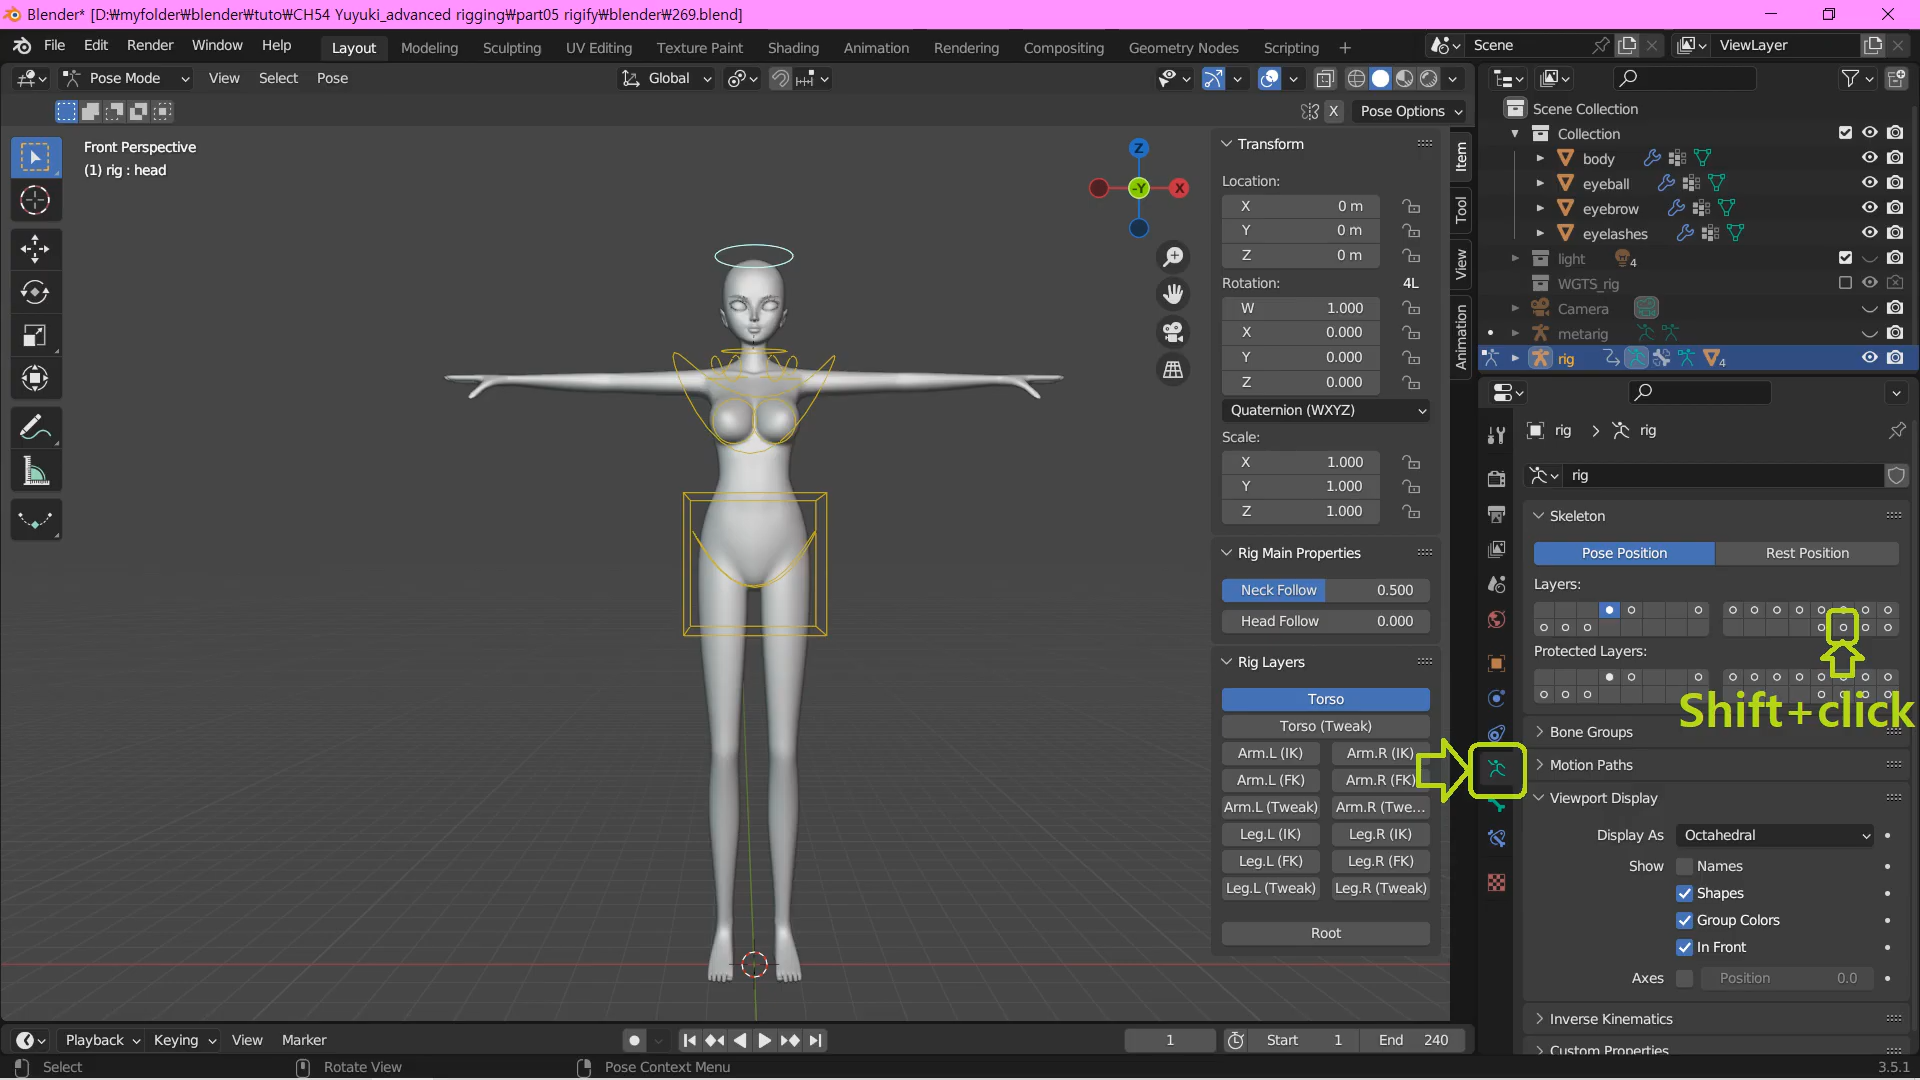 Blender* [D:₩myfolder₩blender₩tuto₩CH54 Yuyuki_advanced rigging₩part05 rigify₩blender₩269.blend]
File Edit Render Window Help Layout Modeling Sculpting UV Editing Texture Paint Shading Animation Rendering Compositing Geometry Nodes Scripting + Scene ViewLayer
Pose Mode View Select Pose Global
X Pose Options
Front Perspective
(1) rig : head
Z
-Y X
Item
Tool
View
Animation
Transform
Location:
X 0 m
Y 0 m
Z 0 m
Rotation: 4L
W 1.000
X 0.000
Y 0.000
Z 0.000
Quaternion (WXYZ)
Scale:
X 1.000
Y 1.000
Z 1.000
Rig Main Properties
Neck Follow 0.500
Head Follow 0.000
Rig Layers
Torso
Torso (Tweak)
Arm.L (IK) Arm.R (IK)
Arm.L (FK) Arm.R (FK)
Arm.L (Tweak) Arm.R (Twe...
Leg.L (IK) Leg.R (IK)
Leg.L (FK) Leg.R (FK)
Leg.L (Tweak) Leg.R (Tweak)
Root
Scene Collection
Collection
body
eyeball
eyebrow
eyelashes
light 4
WGTS_rig
Camera
metarig
rig 4
rig > rig
rig
Skeleton
Pose Position Rest Position
Layers:
Protected Layers:
Shift+click
Bone Groups
Motion Paths
Viewport Display
Display As Octahedral
Show Names
Shapes
Group Colors
In Front
Axes Position 0.0
Inverse Kinematics
Custom Properties
Playback Keying View Marker 1 Start 1 End 240
Select Rotate View Pose Context Menu 3.5.1